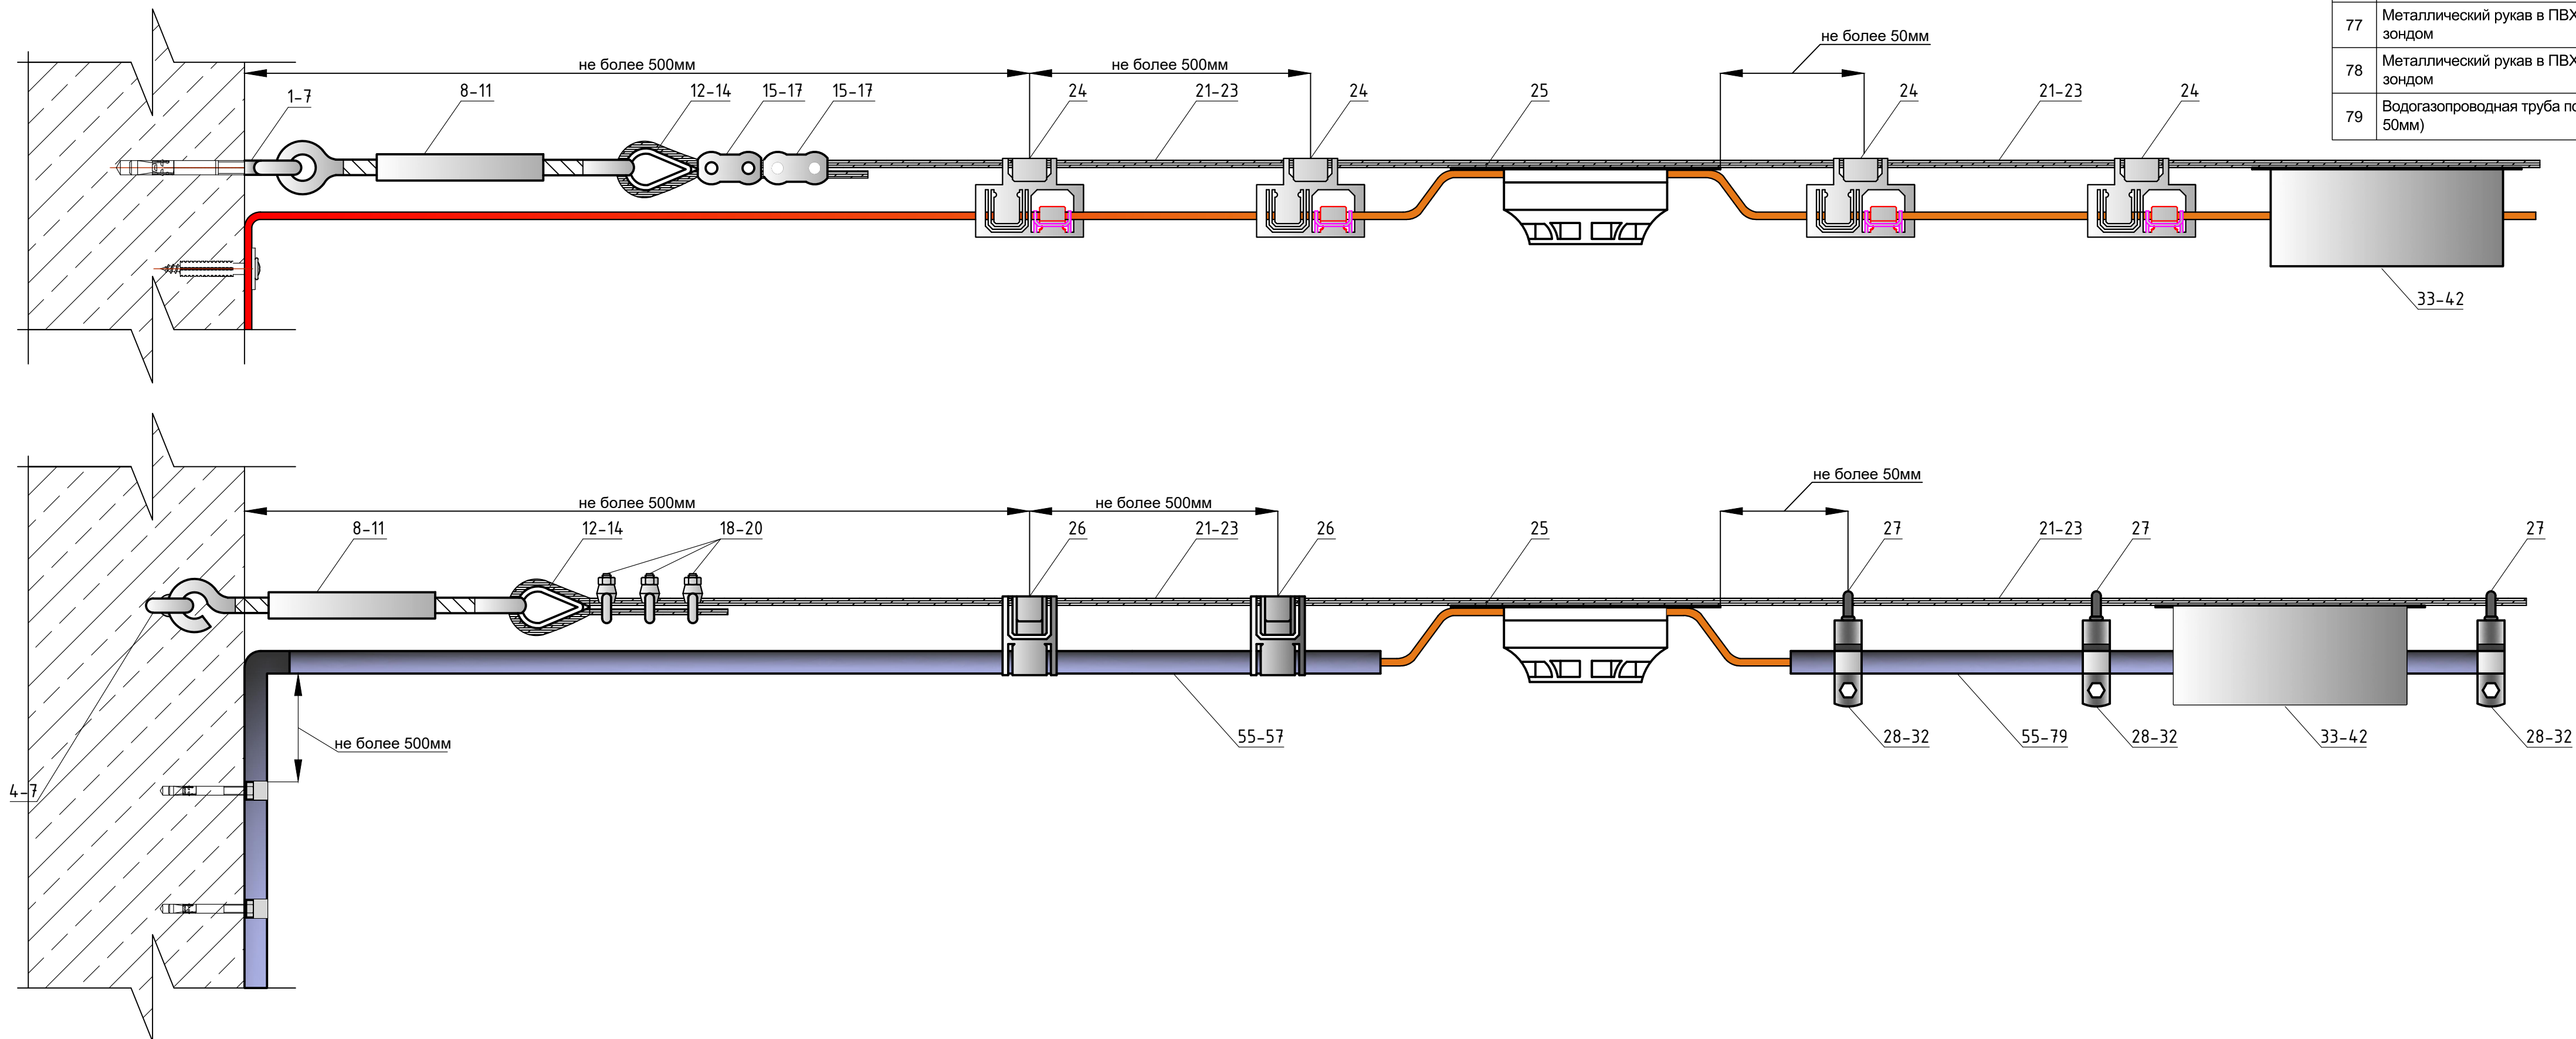 77
Металлический рукав в ПВХ
зондом
78
Металлический рукав в ПВХ
зондом
79
Водогазопроводная труба
50мм)
не более 50мм
не более 500мм
не более 500мм
1-7
8-11
12-14
15-17
15-17
24
21-23
24
25
24
21-23
24
33-42
не более 50мм
не более 500мм
не более 500мм
8-11
12-14
18-20
26
21-23
26
25
27
21-23
27
27
55-57
28-32
55-79
28-32
33-42
28-32
не более 500мм
4-7